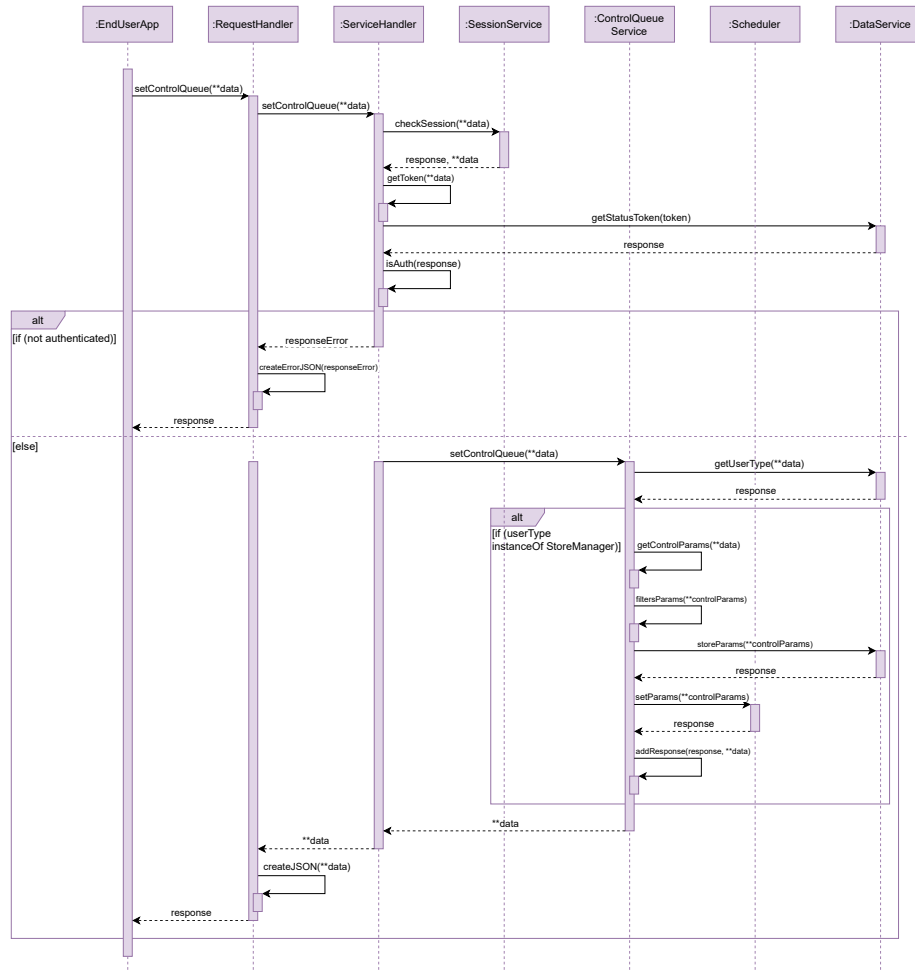 :EndUserApp
:RequestHandler
:ServiceHandler
:SessionService
:ControlQueue
Service
:Scheduler
:DataService
setControlQueue(**data)
setControlQueue(**data)
checkSession(**data)
response, **data
getToken(**data)
getStatusToken(token)
response
isAuth(response)
alt
[if (not authenticated)]
responseError
createErrorJSON(responseError)
response
[else]
setControlQueue(**data)
getUserType(**data)
response
alt
[if (userType
instanceOf StoreManager)]
getControlParams(**data)
filtersParams(**controlParams)
storeParams(**controlParams)
response
setParams(**controlParams)
response
addResponse(response, **data)
**data
**data
createJSON(**data)
response